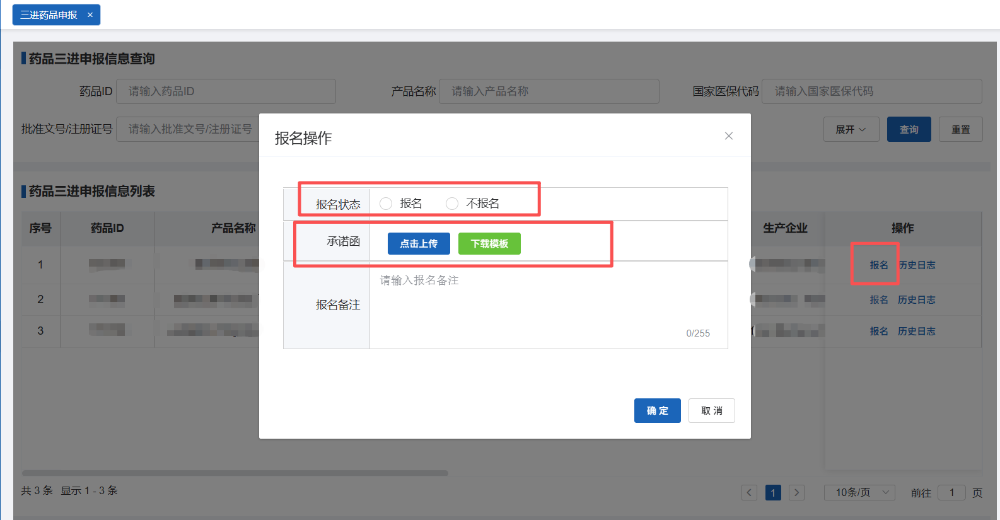 三进药品申报 ×
药品三进申报信息查询
药品ID 请输入药品ID 产品名称 请输入产品名称 国家医保代码 请输入国家医保代码
批准文号/注册证号 请输入批准文号/注册证号 展开 查询 重置
报名操作
药品三进申报信息列表
报名状态 报名 不报名
序号 药品ID 产品名称 生产企业 操作
承诺函 点击上传 下载模板
1 报名 历史日志
请输入报名备注
2 报名 历史日志
报名备注
3 报名 历史日志
0/255
确 定 取 消
共 3 条 显示 1 - 3 条 1 10条/页 前往 1 页